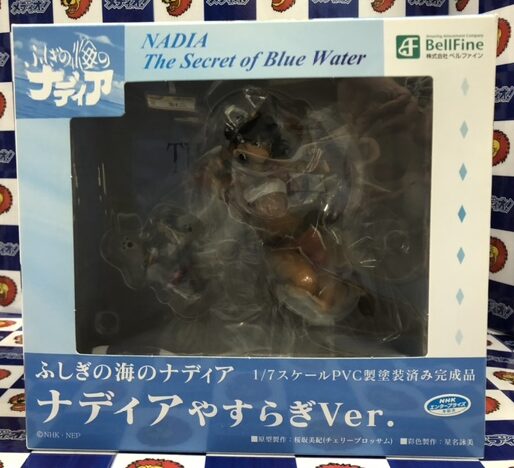 ふしぎの海の
ナディア
NADIA
The Secret of Blue Water
Amusing Amusement Company
BellFine
株式会社 ベルファイン
ふしぎの海のナディア
1/7スケールPVC製塗装済み完成品
ナディアやすらぎVer.
NHK
エンタープライズ
©NHK・NEP
■原型製作：桜坂美紀(チェリーブロッサム)
■彩色製作：星名詠美